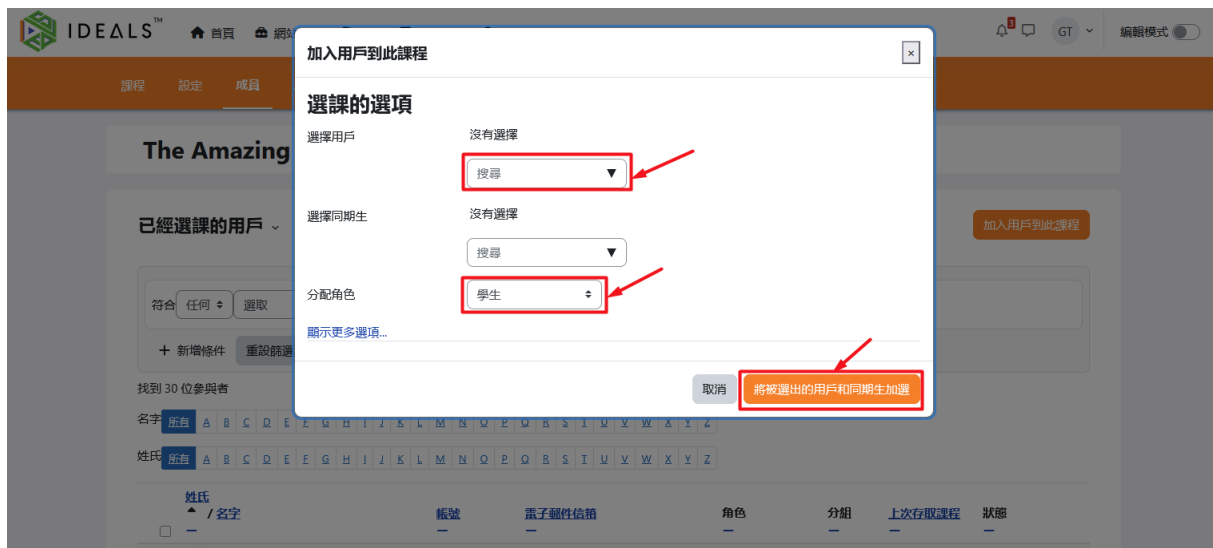 IDEALS™ 首頁 網站 3 GT 編輯模式
加入用戶到此課程 ×
課程 設定 成員
選課的選項
選擇用戶 沒有選擇
The Amazing
搜尋 ▼
選擇同期生 沒有選擇
已經選課的用戶 加入用戶到此課程
搜尋 ▼
分配角色 學生
符合 任何 選取
顯示更多選項...
+ 新增條件 重設篩選
取消 將被選出的用戶和同期生加選
找到 30 位參與者
名字 所有 A B C D E F G H I J K L M N O P Q R S T U V W X Y Z
姓氏 所有 A B C D E F G H I J K L M N O P Q R S T U V W X Y Z
姓氏
/ 名字 帳號 電子郵件信箱 角色 分組 上次存取課程 狀態